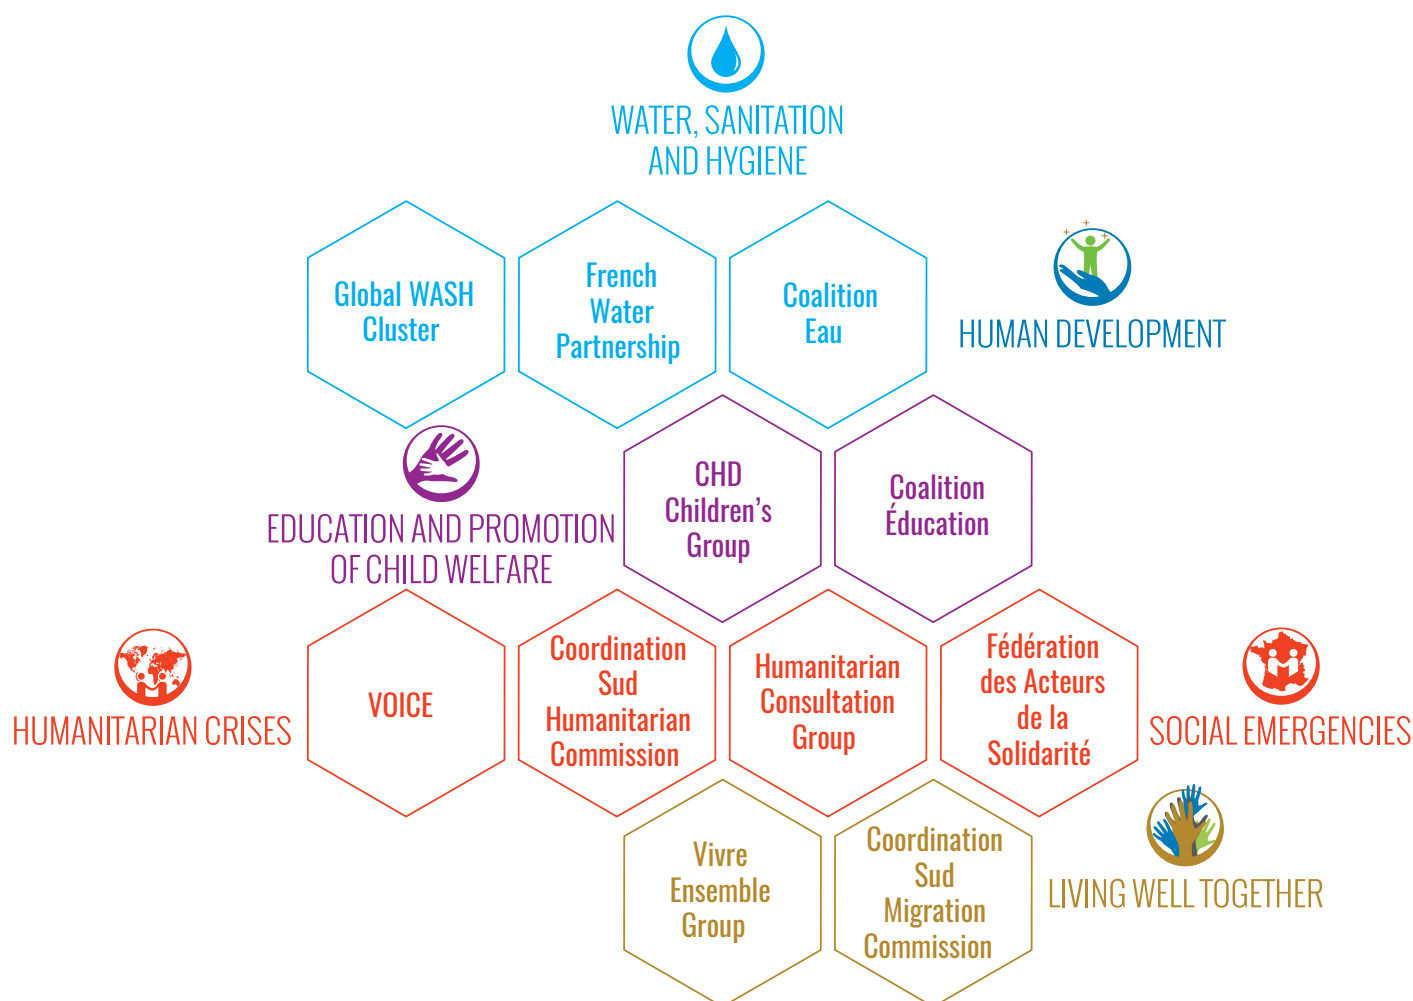 WATER, SANITATION
AND HYGIENE
Global WASH
Cluster
French
Water
Partnership
Coalition
Eau
HUMAN DEVELOPMENT
EDUCATION AND PROMOTION
OF CHILD WELFARE
CHD
Children’s
Group
Coalition
Éducation
HUMANITARIAN CRISES
VOICE
Coordination
Sud
Humanitarian
Commission
Humanitarian
Consultation
Group
Fédération
des Acteurs
de la
Solidarité
SOCIAL EMERGENCIES
Vivre
Ensemble
Group
Coordination
Sud
Migration
Commission
LIVING WELL TOGETHER